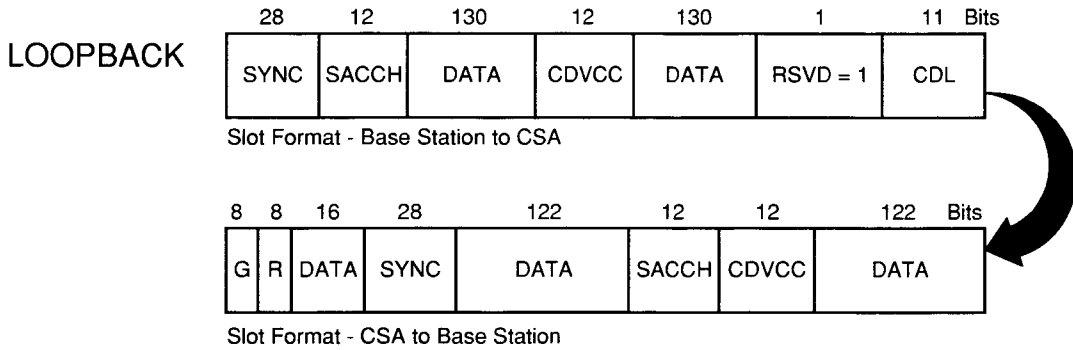 28 12 130 12 130 1 11 Bits
LOOPBACK
SYNC SACCH DATA CDVCC DATA RSVD = 1 CDL
Slot Format - Base Station to CSA
8 8 16 28 122 12 12 122 Bits
G R DATA SYNC DATA SACCH CDVCC DATA
Slot Format - CSA to Base Station